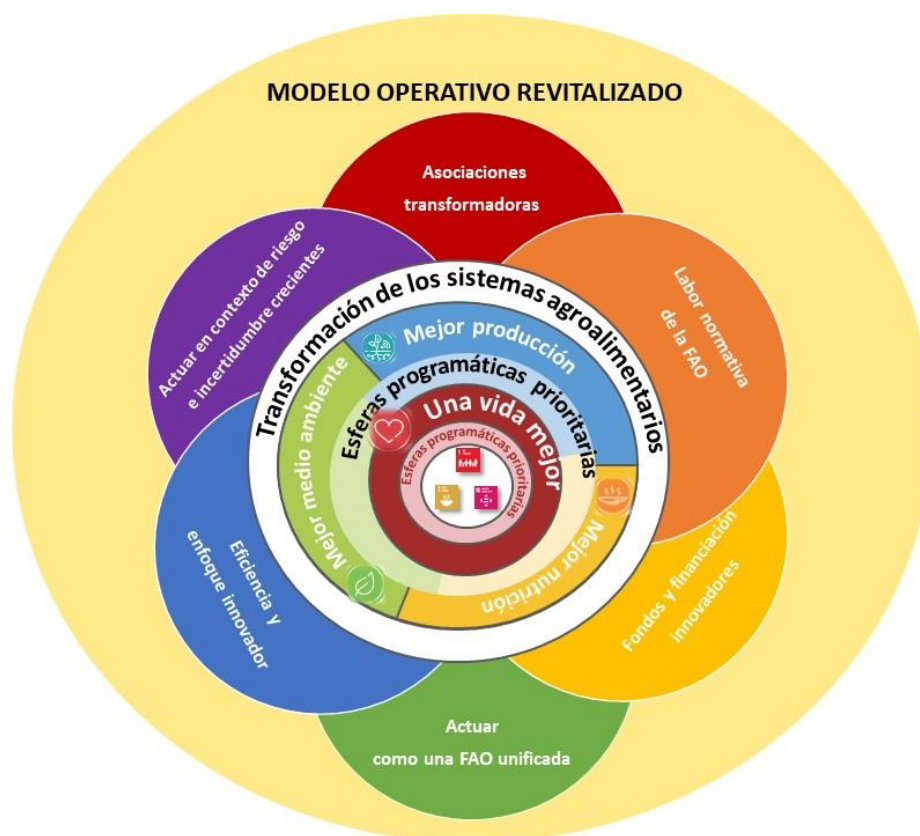 MODELO OPERATIVO REVITALIZADO
Asociaciones
transformadoras
Actuar en contexto de riesgo
e incertidumbre crecientes
Labor normativa
de la FAO
Transformación de los sistemas agroalimentarios
Mejor producción
Esferas programáticas prioritarias
Mejor medio ambiente
Una vida mejor
Esferas programáticas prioritarias
Mejor nutrición
Eficiencia y
enfoque innovador
Fondos y financiación
innovadores
Actuar
como una FAO unificada